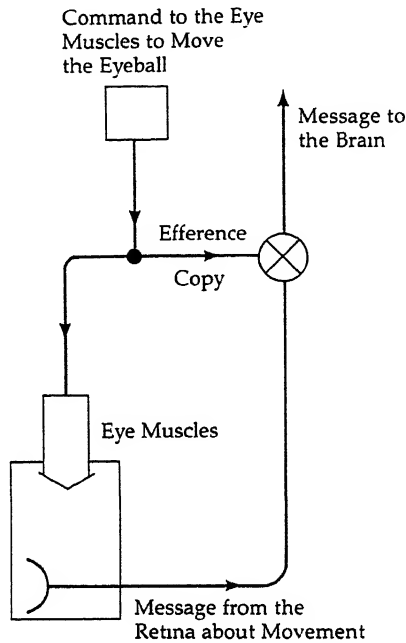 Command to the Eye
Muscles to Move
the Eyeball
Message to
the Brain
Efference
Copy
Eye Muscles
Message from the
Retina about Movement